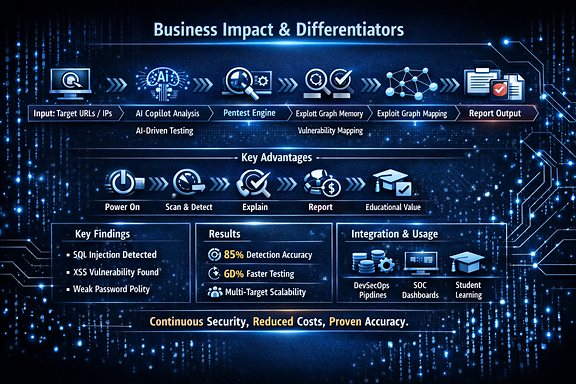 Business Impact & Differentiators
Ai
Input: Target URLs / IPs
AI Copilot Analysis
Pentest Engine
Exploit Graph Memory
Exploit Graph Mapping
Report Output
AI-Driven Testing
Vulnerability Mapping
Key Advantages
Power On
Scan & Detect
Explain
Report
Educational Value
Key Findings
• SQL Injection Detected
• XSS Vulnerability Found
• Weak Password Polity
Results
85% Detection Accuracy
GD% Faster Testing
Multi-Target Scalability
Integration & Usage
DevSecOps
Pipdines
SOC
Dashboards
Student
Learning
Continuous Security, Reduced Costs, Proven Accuracy.